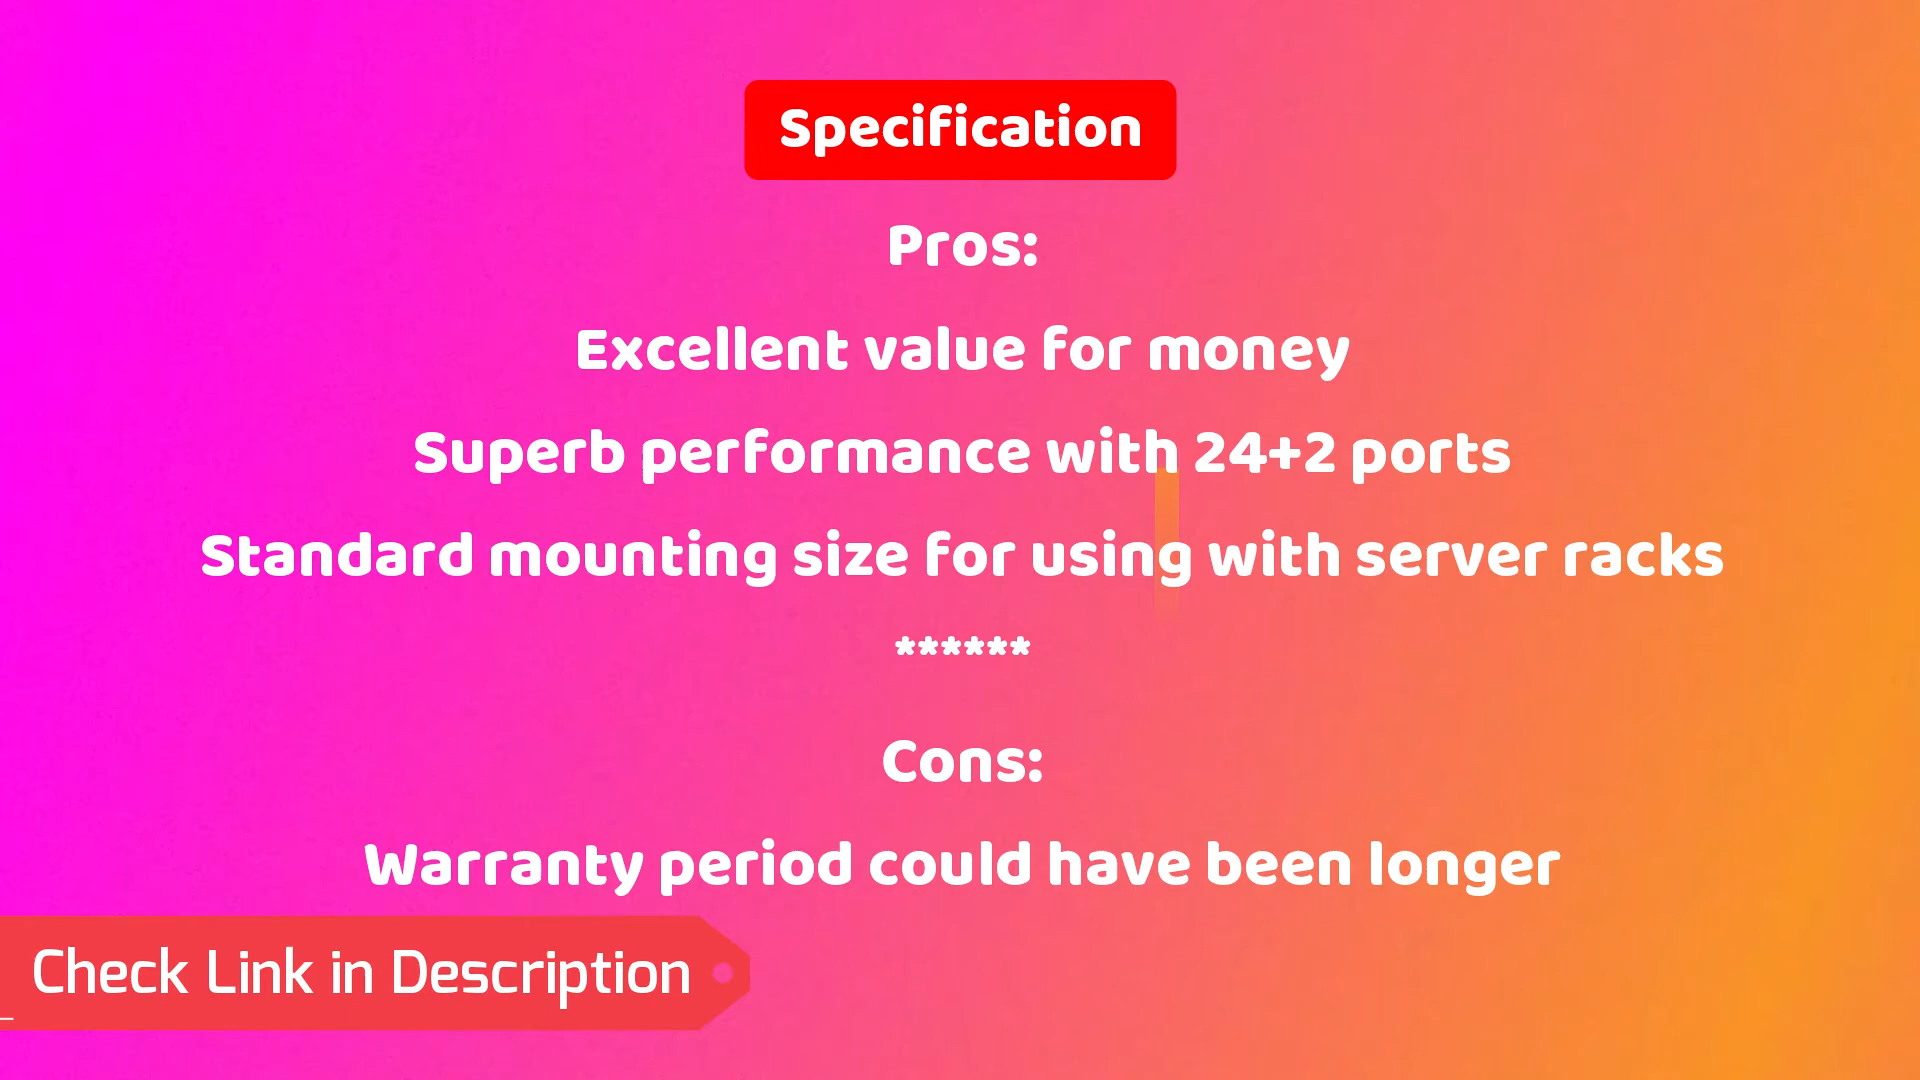 Specification
Pros:
Excellent value for money
Superb performance with 24+2 ports
Standard mounting size for using with server racks
******
Cons:
Warranty period could have been longer
Check Link in Description